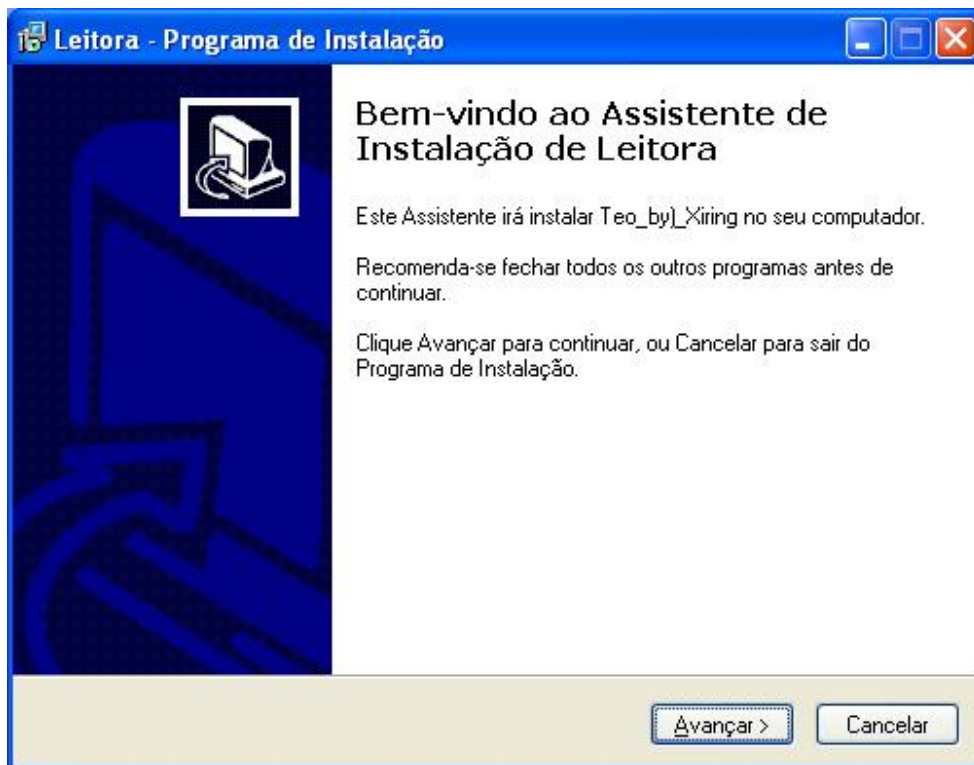 Leitora - Programa de Instalação
Bem-vindo ao Assistente de
Instalação de Leitora
Este Assistente irá instalar Teo_by)_Xiring no seu computador.
Recomenda-se fechar todos os outros programas antes de
continuar.
Clique Avançar para continuar, ou Cancelar para sair do
Programa de Instalação.
Avançar > Cancelar